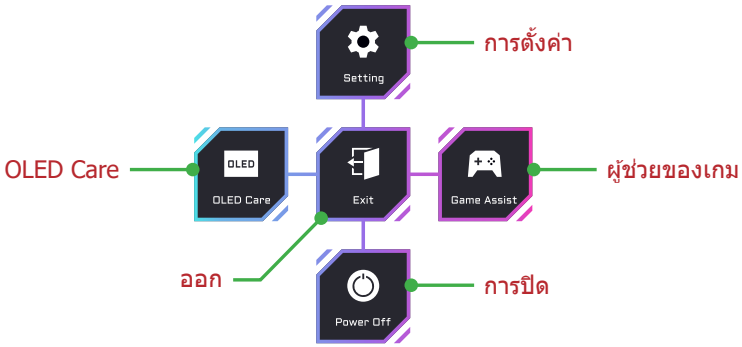 Setting
การตั้งค่า
OLED Care
OLED
OLED Care
Exit
Game Assist
ผู้ช่วยของเกม
ออก
Power Off
การปิด